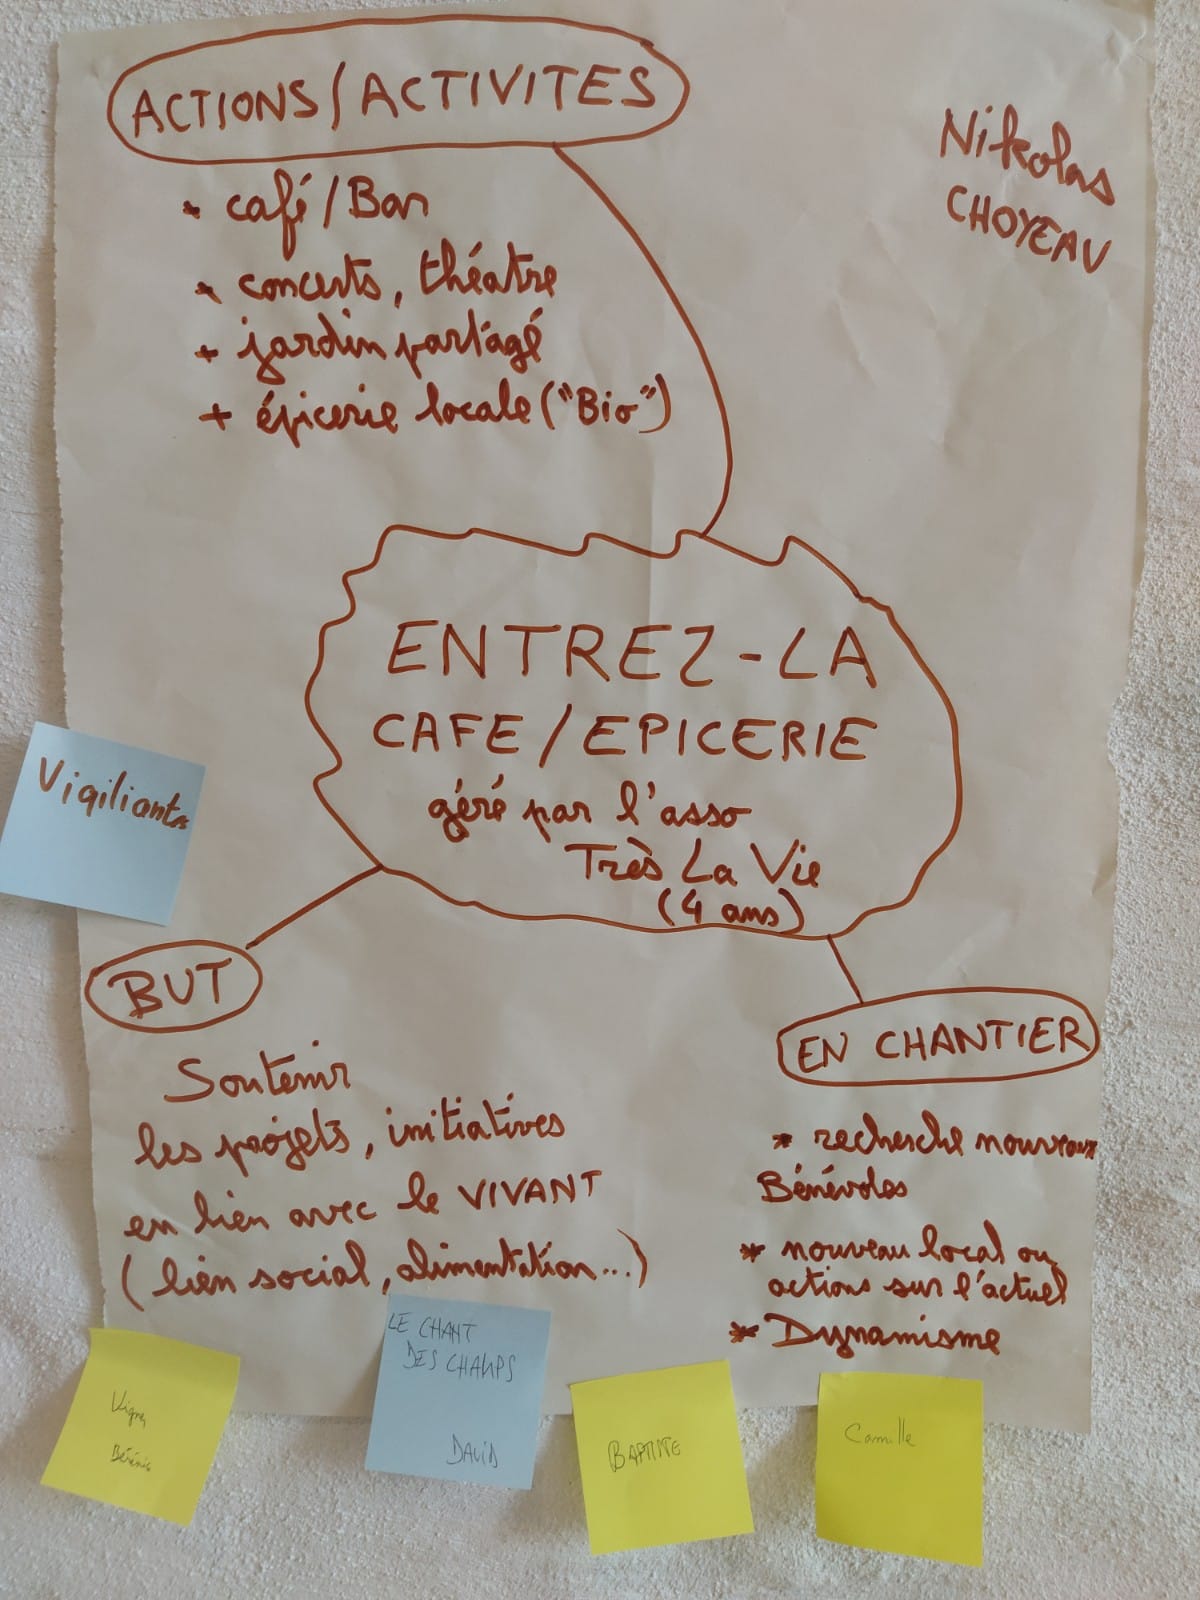 ACTIONS/ACTIVITES
Nikolas
CHOYEAU
* café/Bar
* concerts, théatre
+ jardin partagé
+ épicerie locale ("Bio")
ENTREZ-LA
CAFE/EPICERIE
géré par l'asso
Très La Vie
(4 ans)
Vigiliants
BUT
Soutenir
les projets, initiatives
en lien avec le VIVANT
(lien social, alimentation...)
EN CHANTIER
* recherche nouveaux
Bénévoles
* nouveau local ou
actions sur l'actuel
* Dynamisme
Bérénice
LE CHANT
DES CHAMPS
DAVID
BAPTISTE
Camille